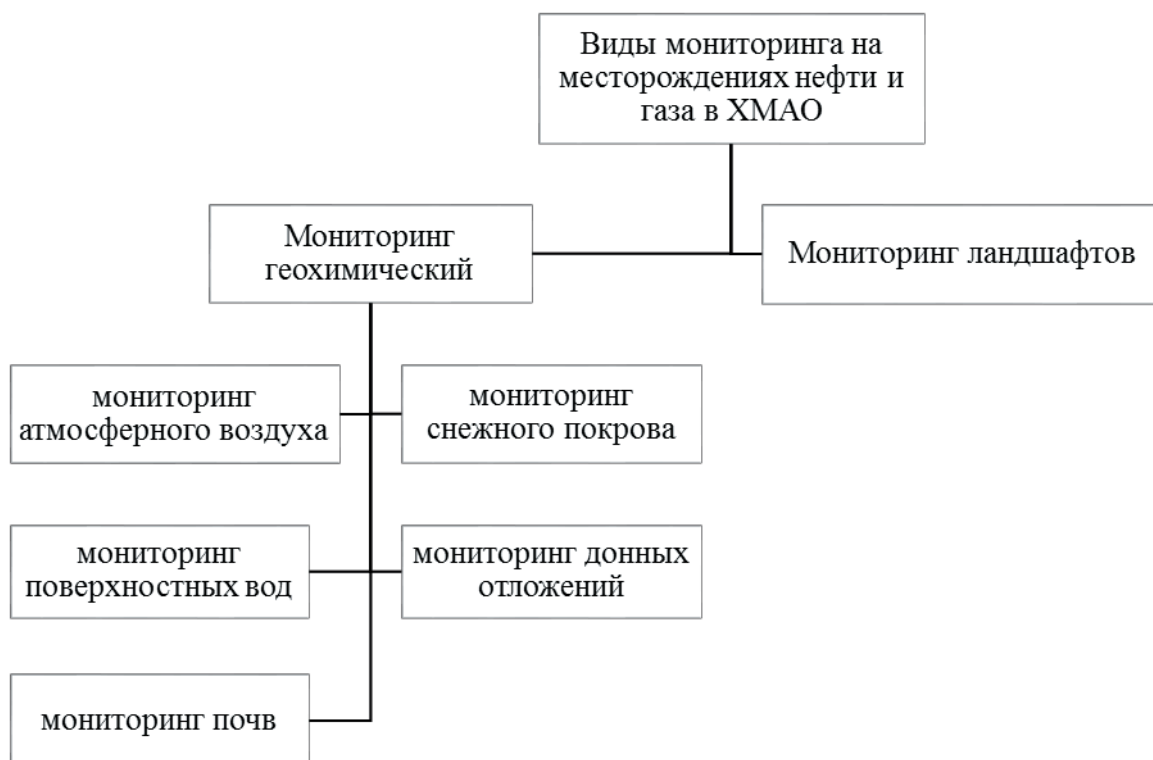 Виды мониторинга на
месторождениях нефти и
газа в ХМАО
Мониторинг
геохимический
Мониторинг ландшафтов
мониторинг
атмосферного воздуха
мониторинг
снежного покрова
мониторинг
поверхностных вод
мониторинг донных
отложений
мониторинг почв